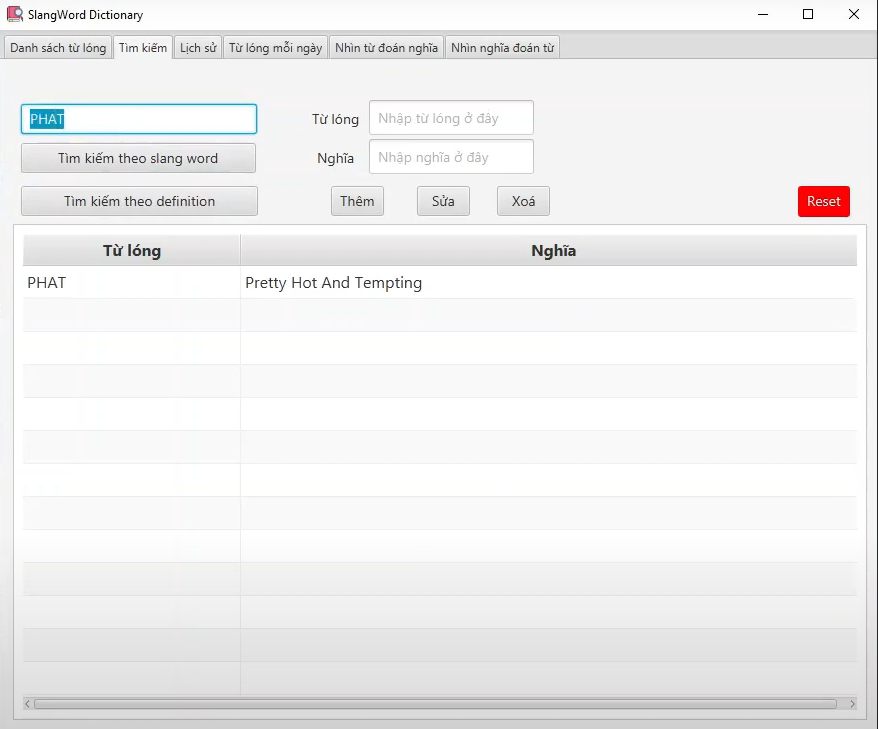 SlangWord Dictionary
Danh sách từ lóng Tìm kiếm Lịch sử Từ lóng mỗi ngày Nhìn từ đoán nghĩa Nhìn nghĩa đoán từ
PHAT Từ lóng Nhập từ lóng ở đây
Tìm kiếm theo slang word Nghĩa Nhập nghĩa ở đây
Tìm kiếm theo definition Thêm Sửa Xoá Reset
Từ lóng Nghĩa
PHAT Pretty Hot And Tempting